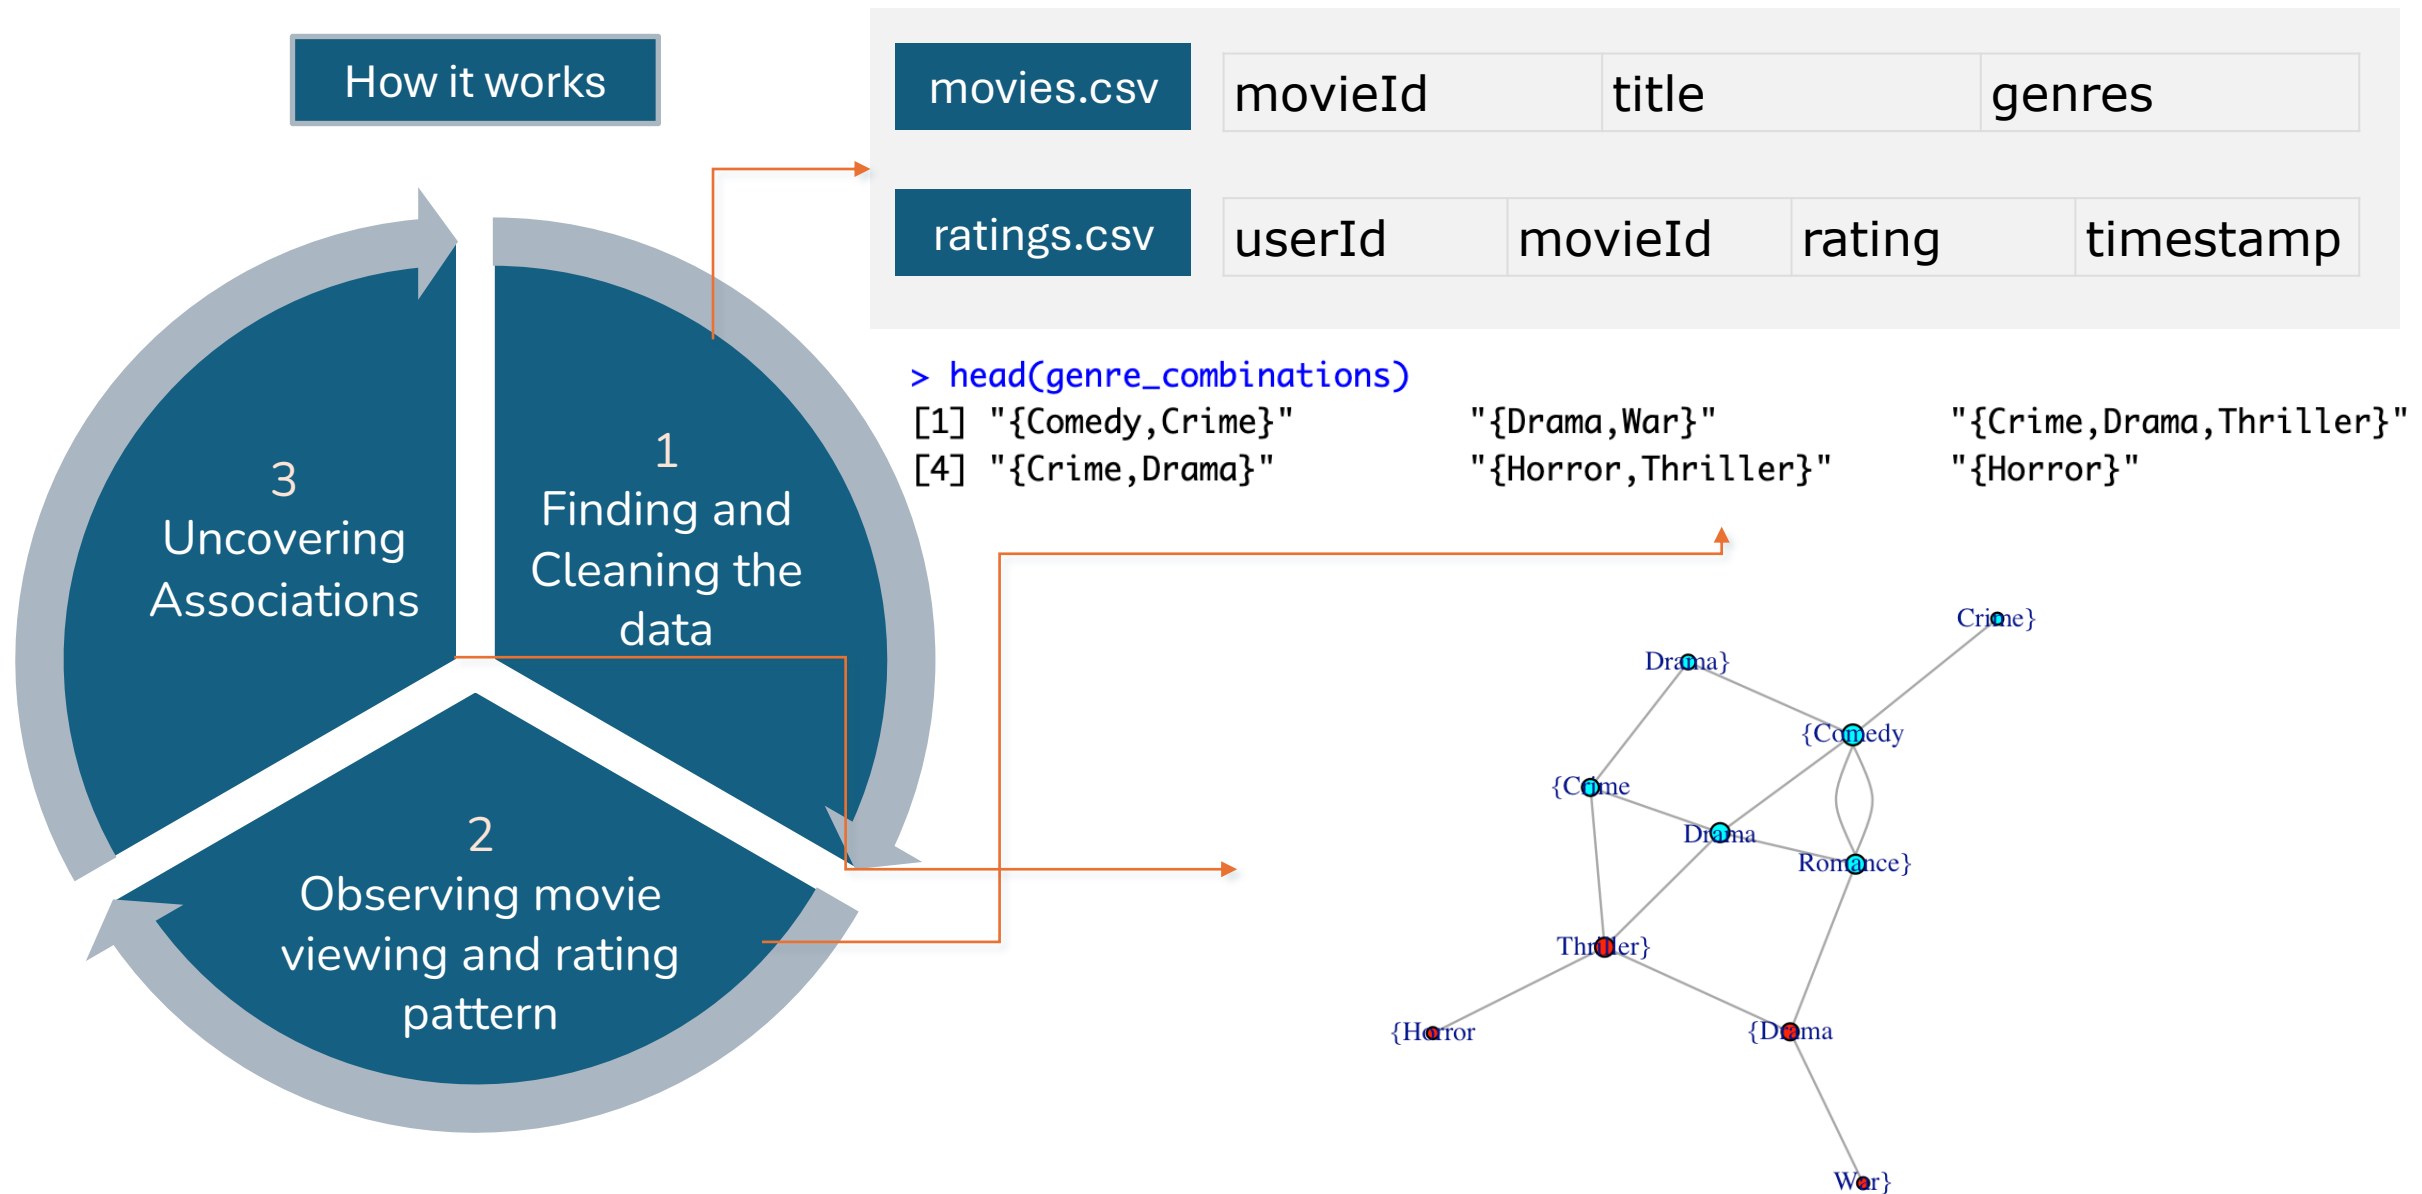 How it works
movies.csv movieId title genres
ratings.csv userId movieId rating timestamp
> head(genre_combinations)
[1] "{Comedy,Crime}" "{Drama,War}" "{Crime,Drama,Thriller}"
[4] "{Crime,Drama}" "{Horror,Thriller}" "{Horror}"
1
Finding and
Cleaning the
data
2
Observing movie
viewing and rating
pattern
3
Uncovering
Associations
Crime}
Drama}
{Comedy
{Crime
Drama
Romance}
Thriller}
{Horror
{Drama
War}